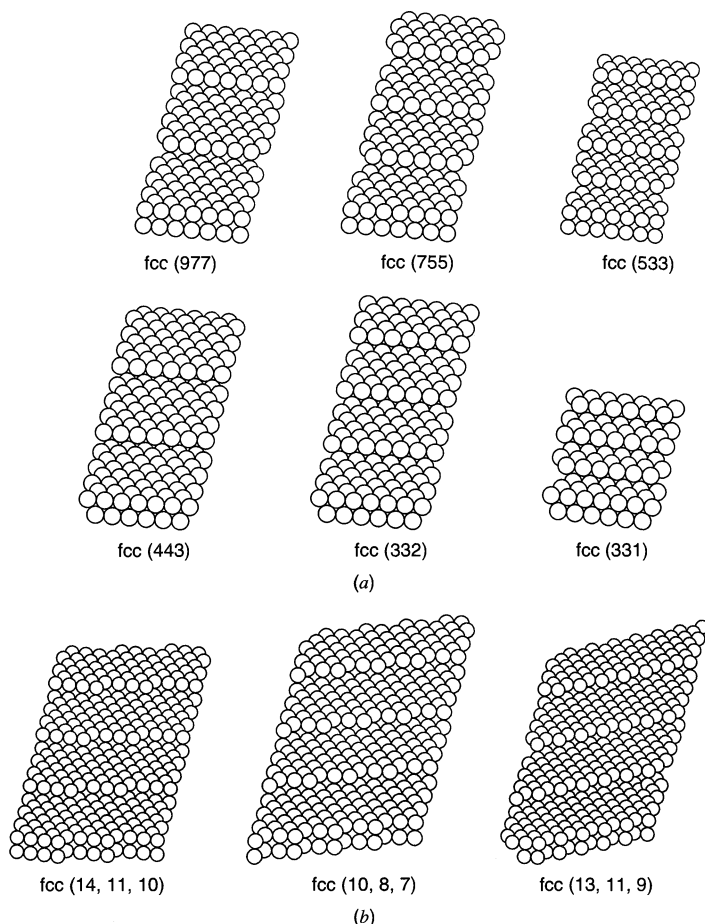 fcc (977) fcc (755) fcc (533)
fcc (443) fcc (332) fcc (331)
(a)
fcc (14, 11, 10) fcc (10, 8, 7) fcc (13, 11, 9)
(b)